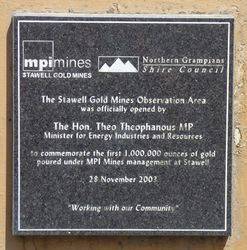 mpimines
STAWELL GOLD MINES
Northern Grampians
Shire Council
The Stawell Gold Mines Observation Area
was officially opened by
The Hon. Theo Theophanous MP
Minister for Energy Industries and Resources
to commemorate the first 1,000,000 ounces of gold
poured under MPI Mines management at Stawell
28 November 2003
"Working with our Community"